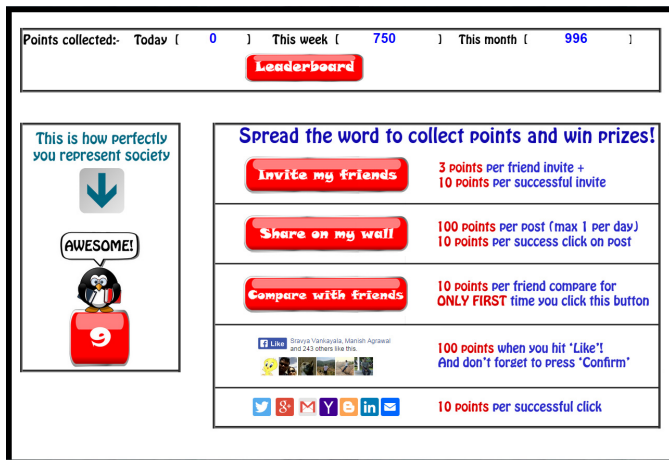 Points collected:- Today ( 0 ) This week ( 750 ) This month ( 996 )
Leaderboard
This is how perfectly
you represent society
AWESOME!
9
Spread the word to collect points and win prizes!
Invite my friends
3 points per friend invite +
10 points per successful invite
Share on my wall
100 points per post (max 1 per day)
10 points per success click on post
Compare with friends
10 points per friend compare for
ONLY FIRST time you click this button
f Like Sravya Vankayala, Manish Agrawal
and 243 others like this.
100 points when you hit 'Like'!
And don't forget to press 'Confirm'
g+ M Y B in
10 points per successful click